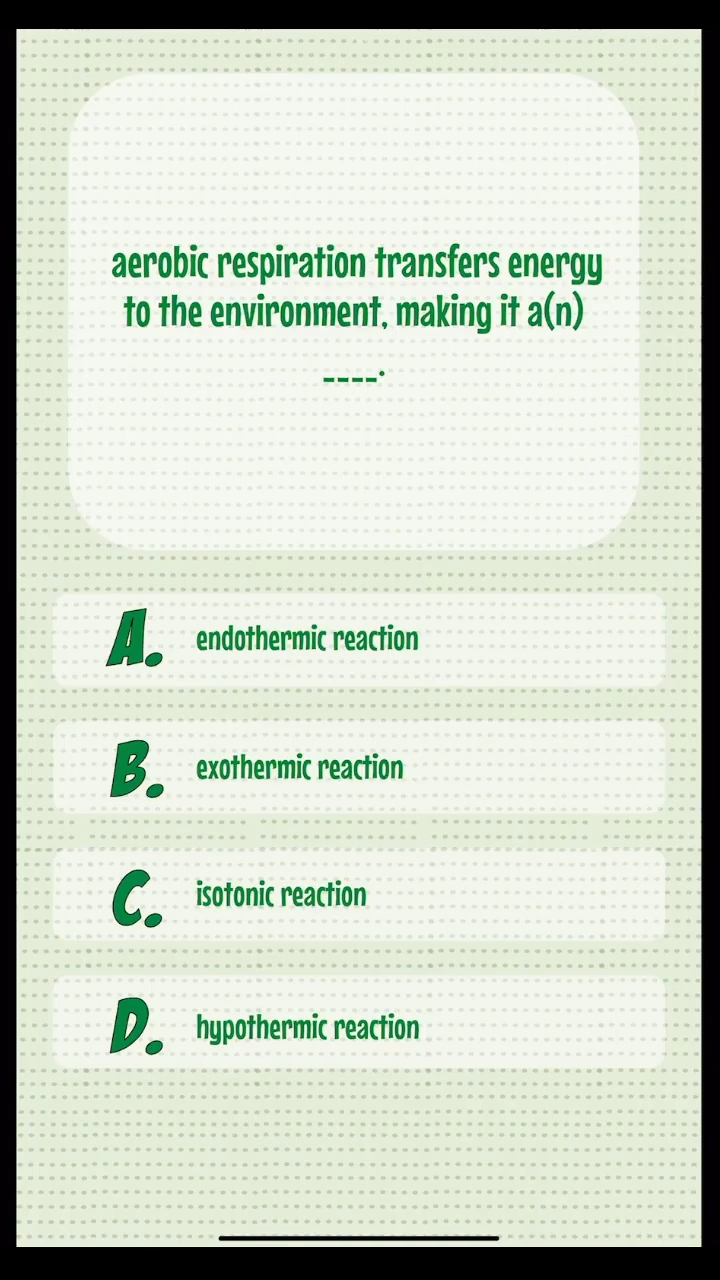 aerobic respiration transfers energy
to the environment, making it a(n)
----.
A. endothermic reaction
B. exothermic reaction
C. isotonic reaction
D. hypothermic reaction